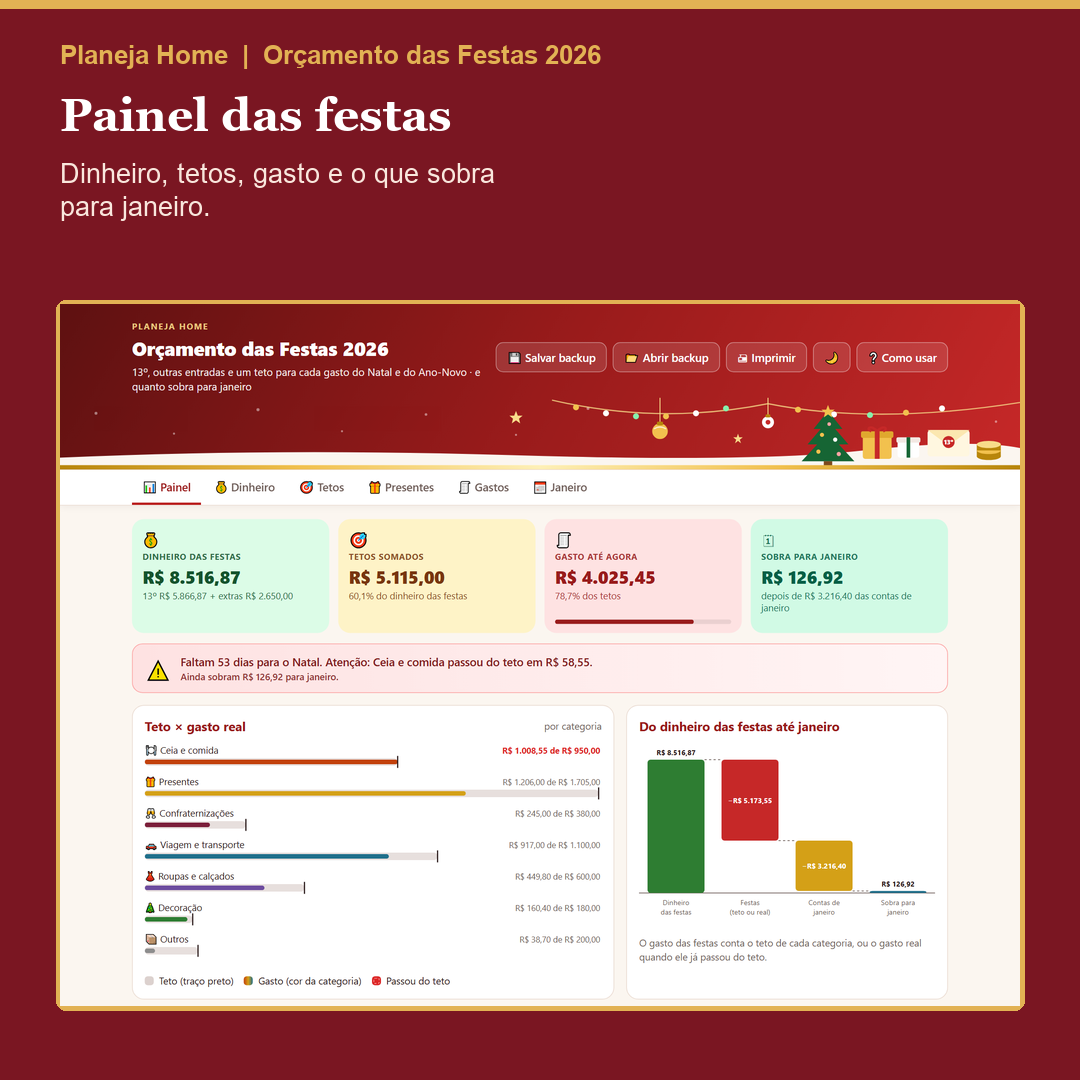 Planeja Home | Orçamento das Festas 2026
Painel das festas
Dinheiro, tetos, gasto e o que sobra
para janeiro.
PLANEJA HOME
Orçamento das Festas 2026
13º, outras entradas e um teto para cada gasto do Natal e do Ano-Novo · e
quanto sobra para janeiro
Salvar backup
Abrir backup
Imprimir
Como usar
13º
Painel
Dinheiro
Tetos
Presentes
Gastos
Janeiro
DINHEIRO DAS FESTAS
R$ 8.516,87
13º R$ 5.866,87 + extras R$ 2.650,00
TETOS SOMADOS
R$ 5.115,00
60,1% do dinheiro das festas
GASTO ATÉ AGORA
R$ 4.025,45
78,7% dos tetos
1
SOBRA PARA JANEIRO
R$ 126,92
depois de R$ 3.216,40 das contas de
janeiro
Faltam 53 dias para o Natal. Atenção: Ceia e comida passou do teto em R$ 58,55.
Ainda sobram R$ 126,92 para janeiro.
Teto × gasto real
por categoria
Ceia e comida
R$ 1.008,55 de R$ 950,00
Presentes
R$ 1.206,00 de R$ 1.705,00
Confraternizações
R$ 245,00 de R$ 380,00
Viagem e transporte
R$ 917,00 de R$ 1.100,00
Roupas e calçados
R$ 449,80 de R$ 600,00
Decoração
R$ 160,40 de R$ 180,00
Outros
R$ 38,70 de R$ 200,00
Teto (traço preto)
Gasto (cor da categoria)
Passou do teto
Do dinheiro das festas até janeiro
R$ 8.516,87
−R$ 5.173,55
−R$ 3.216,40
R$ 126,92
Dinheiro
das festas
Festas
(teto ou real)
Contas de
janeiro
Sobra para
janeiro
O gasto das festas conta o teto de cada categoria, ou o gasto real
quando ele já passou do teto.